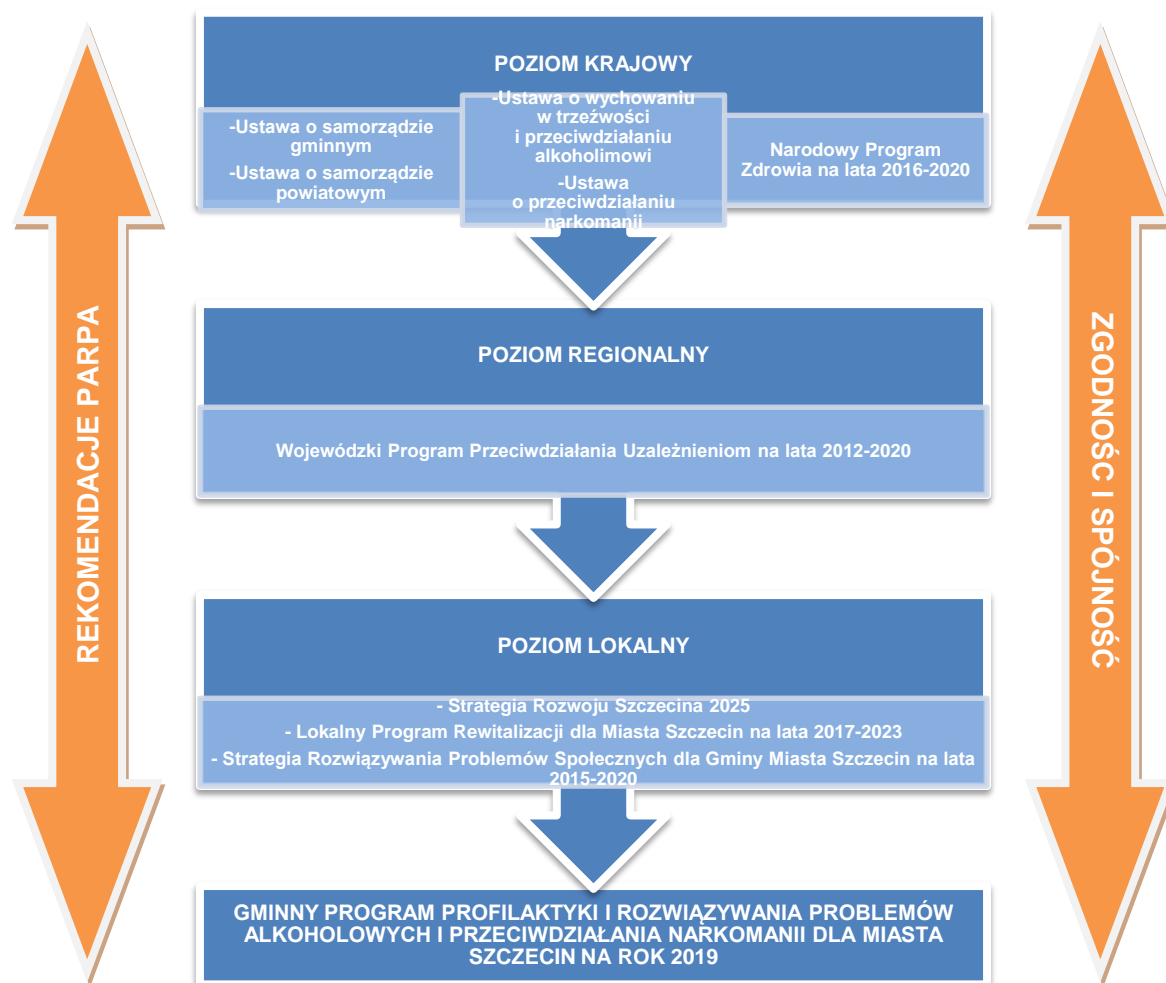 POZIOM KRAJOWY
-Ustawa o samorządzie
gminnym
-Ustawa o samorządzie
powiatowym
-Ustawa o wychowaniu
w trzeźwości
i przeciwdziałaniu
alkoholimowi
-Ustawa
o przeciwdziałaniu
narkomanii
Narodowy Program
Zdrowia na lata 2016-2020
REKOMENDACJE PARPA
ZGODNOŚC I SPÓJNOŚĆ
POZIOM REGIONALNY
Wojewódzki Program Przeciwdziałania Uzależnieniom na lata 2012-2020
POZIOM LOKALNY
- Strategia Rozwoju Szczecina 2025
- Lokalny Program Rewitalizacji dla Miasta Szczecin na lata 2017-2023
- Strategia Rozwiązywania Problemów Społecznych dla Gminy Miasta Szczecin na lata
2015-2020
GMINNY PROGRAM PROFILAKTYKI I ROZWIĄZYWANIA PROBLEMÓW
ALKOHOLOWYCH I PRZECIWDZIAŁANIA NARKOMANII DLA MIASTA
SZCZECIN NA ROK 2019